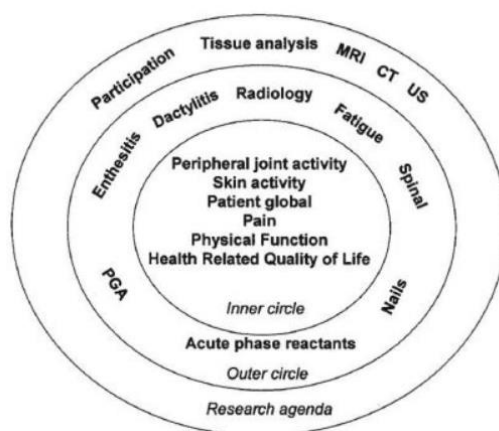 Participation
Tissue analysis
MRI
CT
US
Enthesitis
Dactylitis
Radiology
Fatigue
Spinal
Peripheral joint activity
Skin activity
Patient global
Pain
Physical Function
Health Related Quality of Life
PGA
Nails
Inner circle
Acute phase reactants
Outer circle
Research agenda